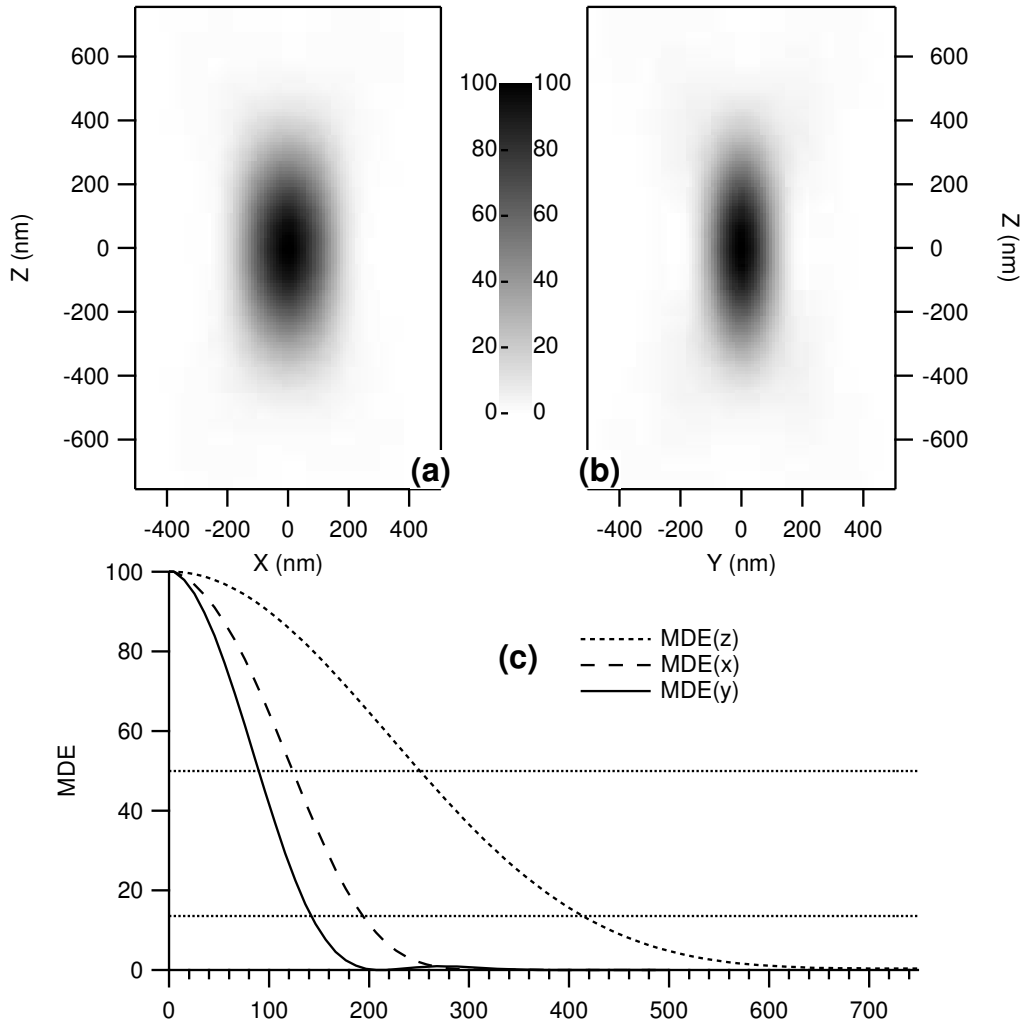 600
400
200
0
-200
-400
-600
Z (nm)
-400 -200 0 200 400
X (nm)
(a)
100 100
80 80
60 60
40 40
20 20
0 0
600
400
200
0
-200
-400
-600
Z (nm)
(b)
-400 -200 0 200 400
Y (nm)
100
80
60
40
20
0
MDE
(c)
MDE(z)
MDE(x)
MDE(y)
0 100 200 300 400 500 600 700